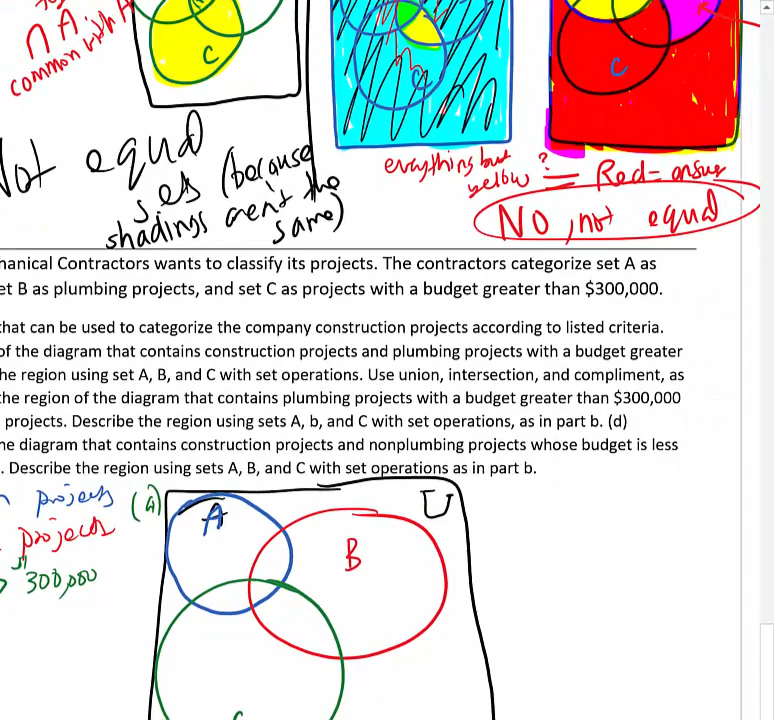 ∩ A.
common with A
C
C
C
Not equal
sets (because
shadings aren't the
same)
everything but
yellow ? = Red = answer
No, not equal
hanical Contractors wants to classify its projects. The contractors categorize set A as
et B as plumbing projects, and set C as projects with a budget greater than $300,000.
that can be used to categorize the company construction projects according to listed criteria.
of the diagram that contains construction projects and plumbing projects with a budget greater
he region using set A, B, and C with set operations. Use union, intersection, and compliment, as
the region of the diagram that contains plumbing projects with a budget greater than $300,000
projects. Describe the region using sets A, b, and C with set operations, as in part b. (d)
he diagram that contains construction projects and nonplumbing projects whose budget is less
. Describe the region using sets A, B, and C with set operations as in part b.
projects (a) A U
projects B
> 300,000